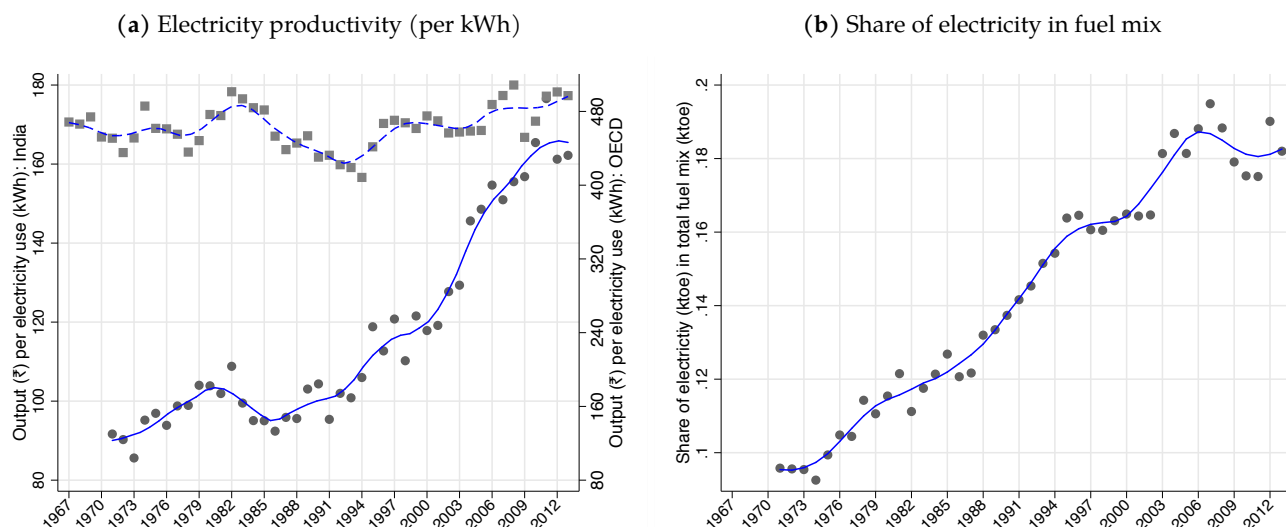 (a) Electricity productivity (per kWh)
Output (₹) per electricity use (kWh): India
180
160
140
120
100
80
480
400
320
240
160
80
Output (₹) per electricity use (kWh): OECD
1967 1970 1973 1976 1979 1982 1985 1988 1991 1994 1997 2000 2003 2006 2009 2012
(b) Share of electricity in fuel mix
Share of electricity (ktoe) in total fuel mix (ktoe)
.2
.18
.16
.14
.12
.1
1967 1970 1973 1976 1979 1982 1985 1988 1991 1994 1997 2000 2003 2006 2009 2012